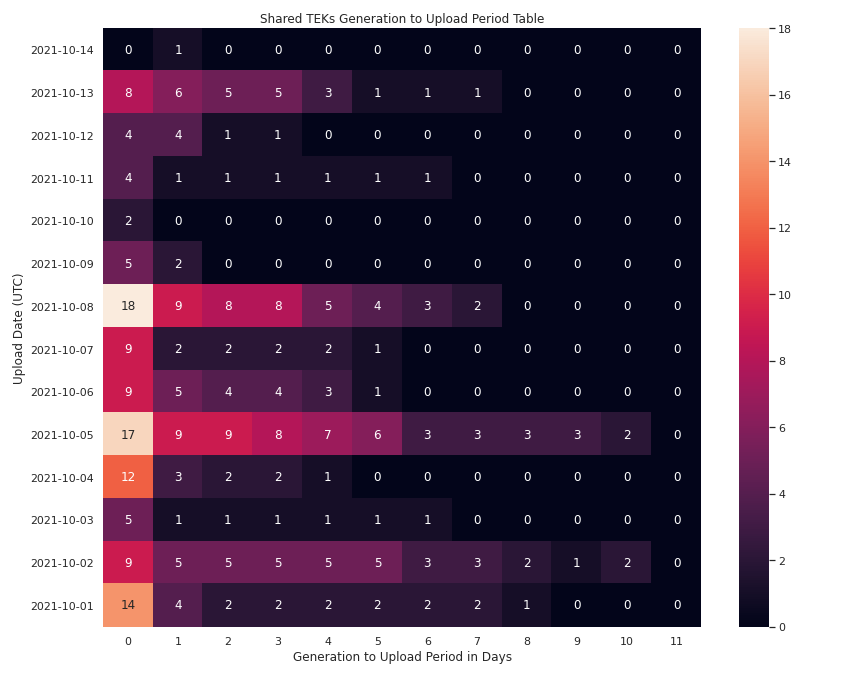 Shared TEKs Generation to Upload Period Table
Upload Date (UTC)
2021-10-14 0 1 0 0 0 0 0 0 0 0 0 0
2021-10-13 8 6 5 5 3 1 1 1 0 0 0 0
2021-10-12 4 4 1 1 0 0 0 0 0 0 0 0
2021-10-11 4 1 1 1 1 1 1 0 0 0 0 0
2021-10-10 2 0 0 0 0 0 0 0 0 0 0 0
2021-10-09 5 2 0 0 0 0 0 0 0 0 0 0
2021-10-08 18 9 8 8 5 4 3 2 0 0 0 0
2021-10-07 9 2 2 2 2 1 0 0 0 0 0 0
2021-10-06 9 5 4 4 3 1 0 0 0 0 0 0
2021-10-05 17 9 9 8 7 6 3 3 3 3 2 0
2021-10-04 12 3 2 2 1 0 0 0 0 0 0 0
2021-10-03 5 1 1 1 1 1 1 0 0 0 0 0
2021-10-02 9 5 5 5 5 5 3 3 2 1 2 0
2021-10-01 14 4 2 2 2 2 2 2 1 0 0 0
0 1 2 3 4 5 6 7 8 9 10 11
Generation to Upload Period in Days
18
16
14
12
10
8
6
4
2
0